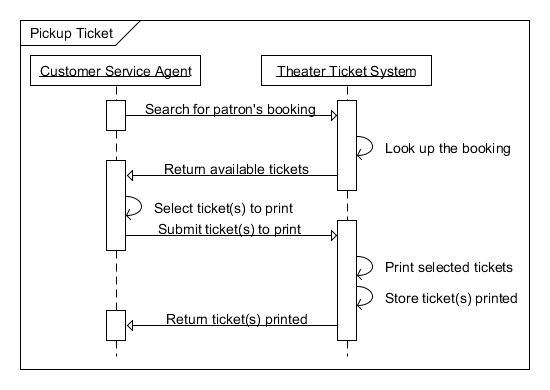 Pickup Ticket
Customer Service Agent
Theater Ticket System
Search for patron's booking
Look up the booking
Return available tickets
Select ticket(s) to print
Submit ticket(s) to print
Print selected tickets
Store ticket(s) printed
Return ticket(s) printed